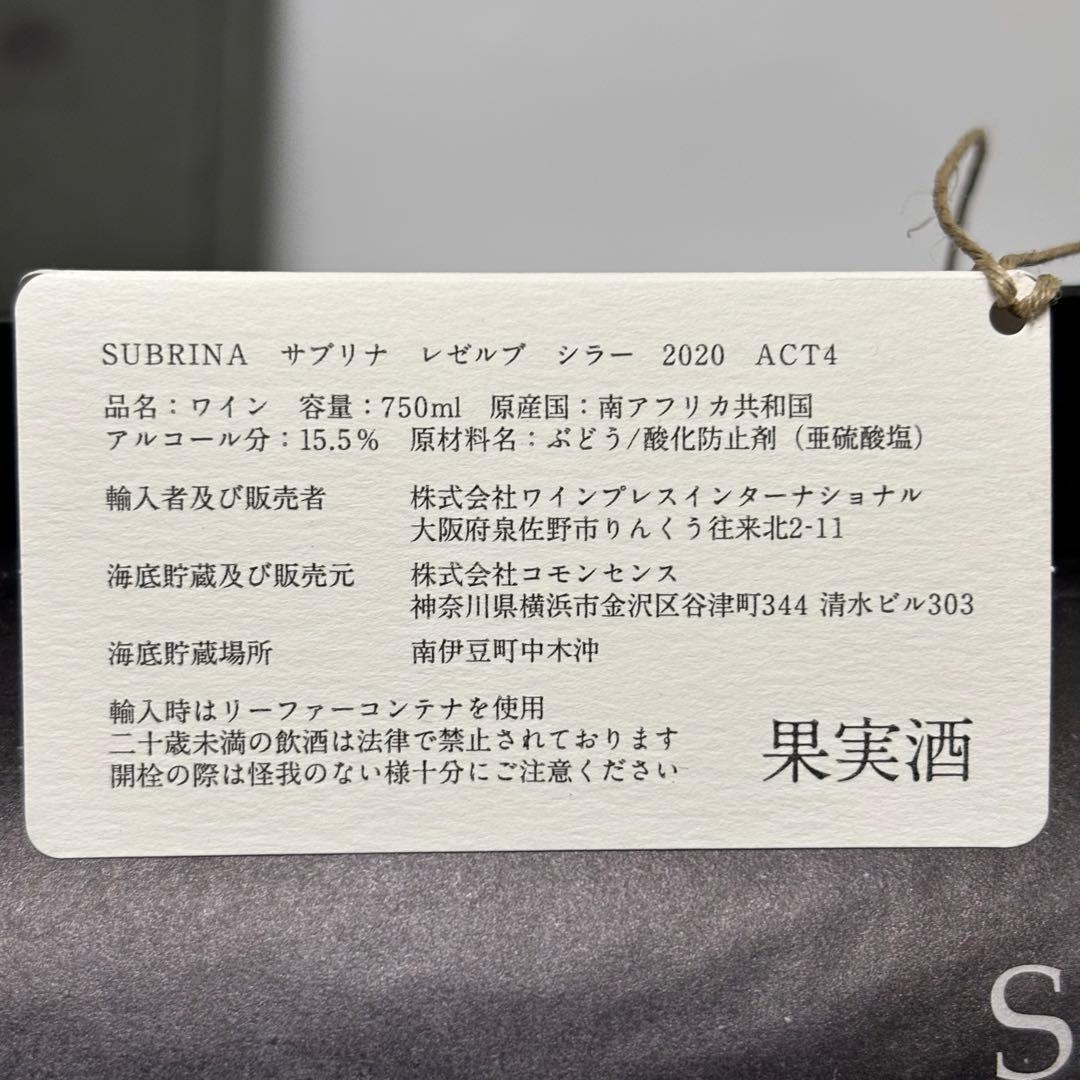 SUBRINA サブリナ レゼルブ シラー 2020 ACT4
品名：ワイン 容量：750ml 原産国：南アフリカ共和国
アルコール分：15.5% 原材料名：ぶどう/酸化防止剤（亜硫酸塩）
輸入者及び販売者 株式会社ワインプレスインターナショナル
大阪府泉佐野市りんくう往来北2-11
海底貯蔵及び販売元 株式会社コモンセンス
神奈川県横浜市金沢区谷津町344 清水ビル303
海底貯蔵場所 南伊豆町中木沖
輸入時はリーファーコンテナを使用
二十歳未満の飲酒は法律で禁止されております
開栓の際は怪我のない様十分にご注意ください
果実酒
S